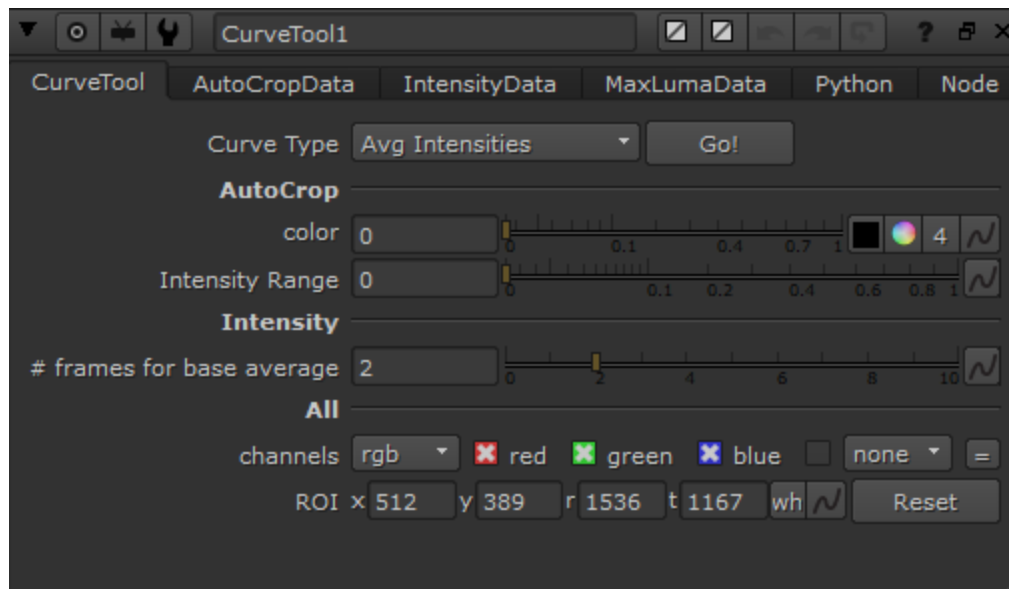 CurveTool1 ?
CurveTool AutoCropData IntensityData MaxLumaData Python Node
Curve Type Avg Intensities Go!
AutoCrop
color 0 0 0.1 0.4 0.7 1 4
Intensity Range 0 0 0.1 0.2 0.4 0.6 0.8 1
Intensity
# frames for base average 2 0 2 4 6 8 10
All
channels rgb red green blue none =
ROI x 512 y 389 r 1536 t 1167 wh Reset